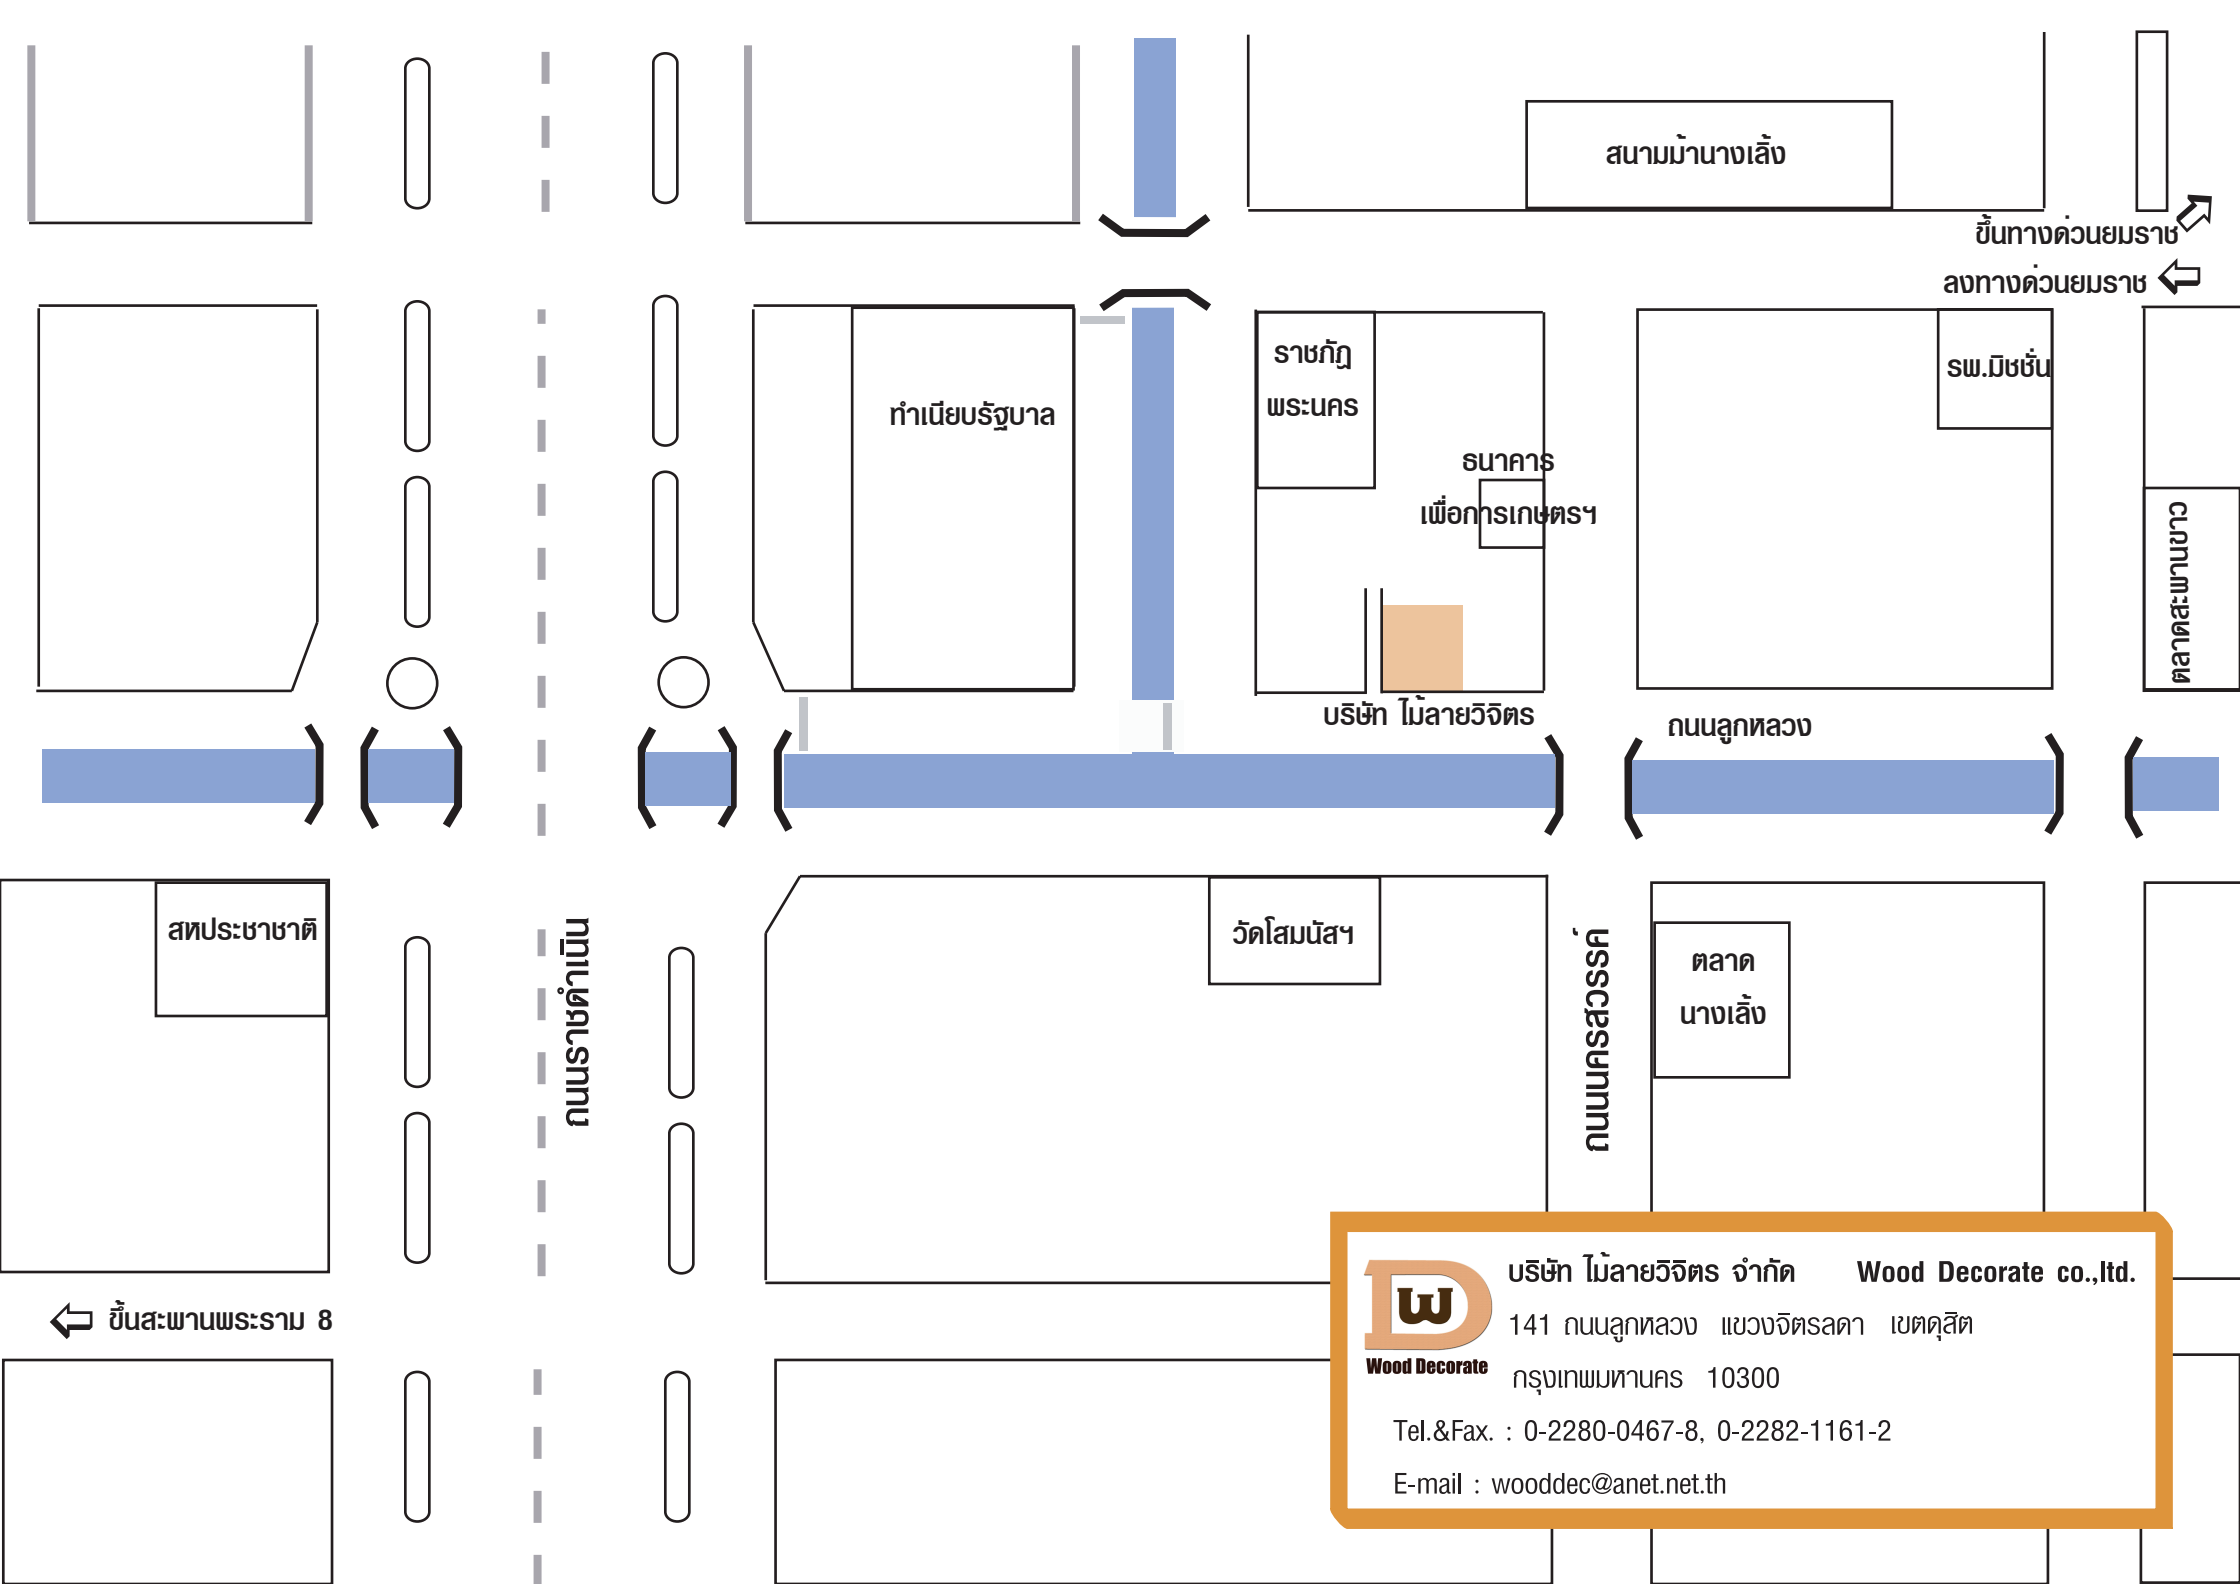 สนามม้านางเลิ้ง
ขึ้นทางด่วนยมราช
ลงทางด่วนยมราช
ทำเนียบรัฐบาล
ราชภัฏ
พระนคร
รพ.มิชชั่น
ธนาคาร
เพื่อการเกษตรฯ
ตลาดสะพานขาว
บริษัท ไม้ลายวิจิตร
ถนนลูกหลวง
สหประชาชาติ
ถนนราชดำเนิน
วัดโสมนัสฯ
ถนนนครสวรรค์
ตลาด
นางเลิ้ง
ขึ้นสะพานพระราม 8
บริษัท ไม้ลายวิจิตร จำกัด Wood Decorate co.,ltd.
DW
Wood Decorate
141 ถนนลูกหลวง แขวงจิตรลดา เขตดุสิต
กรุงเทพมหานคร 10300
Tel.&Fax. : 0-2280-0467-8, 0-2282-1161-2
E-mail : wooddec@anet.net.th